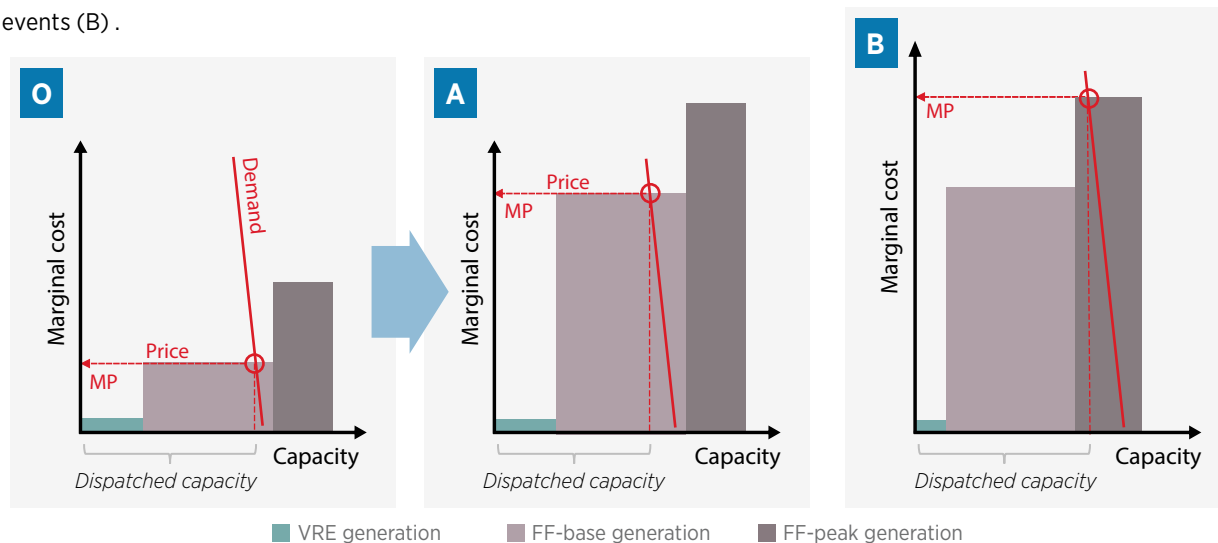 events (B) .
O
Marginal cost
Demand
Price
MP
Capacity
Dispatched capacity
A
Marginal cost
Price
MP
Capacity
Dispatched capacity
B
Marginal cost
MP
Capacity
Dispatched capacity
VRE generation FF-base generation FF-peak generation